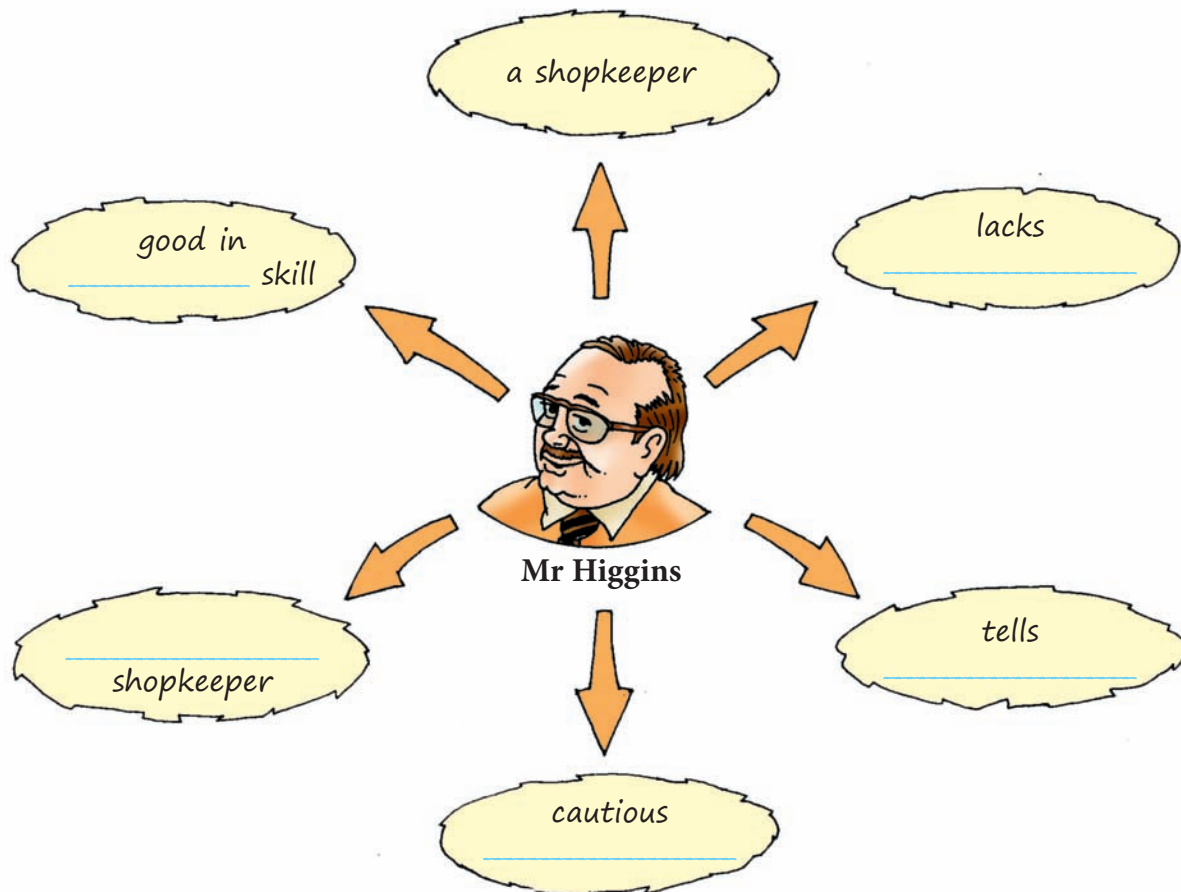 a shopkeeper
good in
skill
lacks
Mr Higgins
shopkeeper
tells
cautious